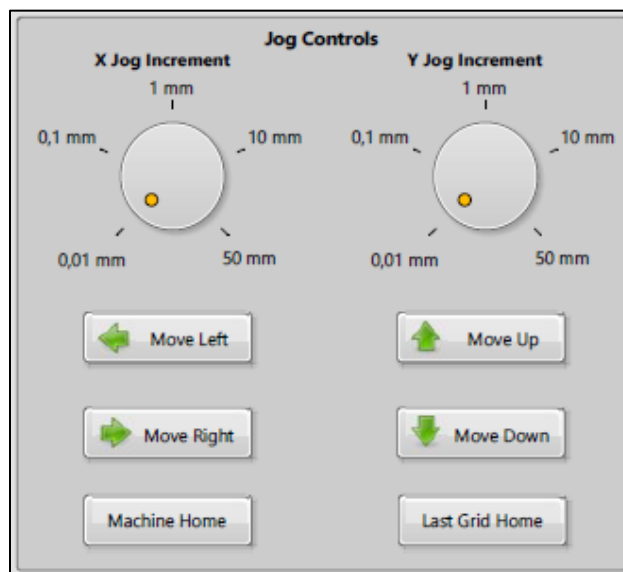 Jog Controls
X Jog Increment Y Jog Increment
1 mm 1 mm
0,1 mm 10 mm 0,1 mm 10 mm
0,01 mm 50 mm 0,01 mm 50 mm
Move Left Move Up
Move Right Move Down
Machine Home Last Grid Home